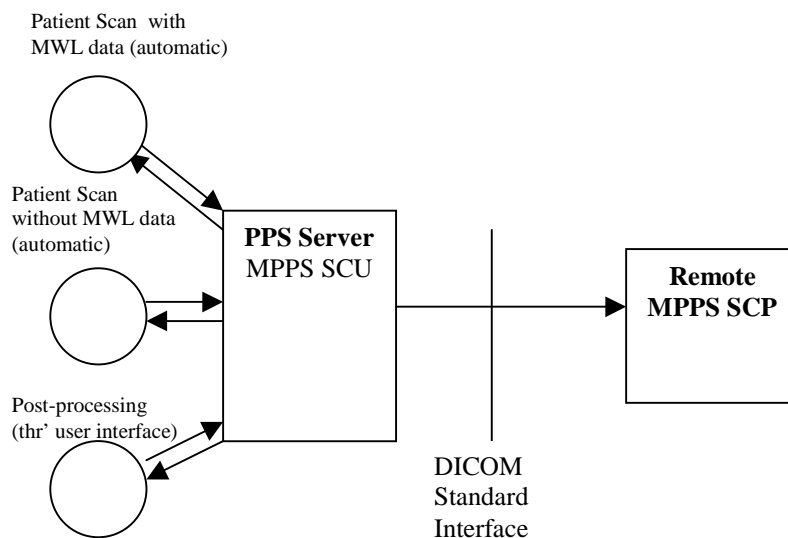 Patient Scan with
MWL data (automatic)
Patient Scan
without MWL data
(automatic)
PPS Server
MPPS SCU
Remote
MPPS SCP
Post-processing
(thr' user interface)
DICOM
Standard
Interface